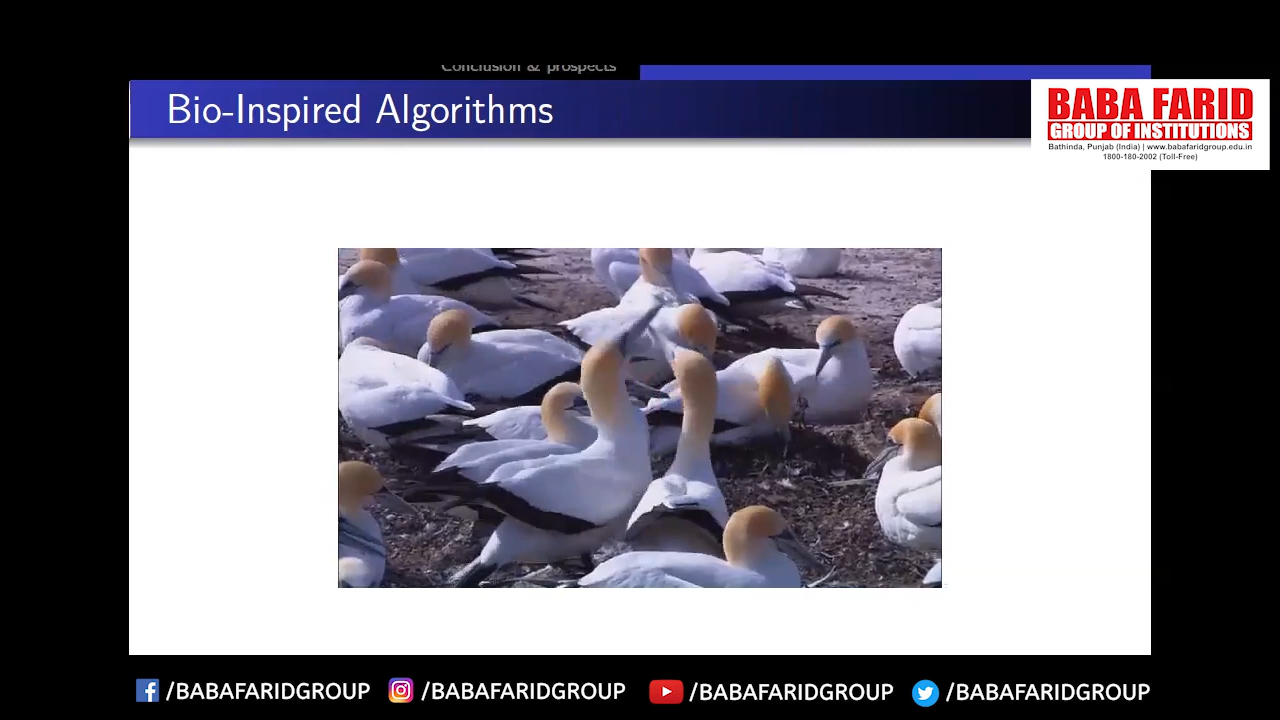 Conclusion & prospects
Bio-Inspired Algorithms
BABA FARID
GROUP OF INSTITUTIONS
Bathinda, Punjab (India) | www.babafaridgroup.edu.in
1800-180-2002 (Toll-Free)
/BABAFARIDGROUP /BABAFARIDGROUP /BABAFARIDGROUP /BABAFARIDGROUP